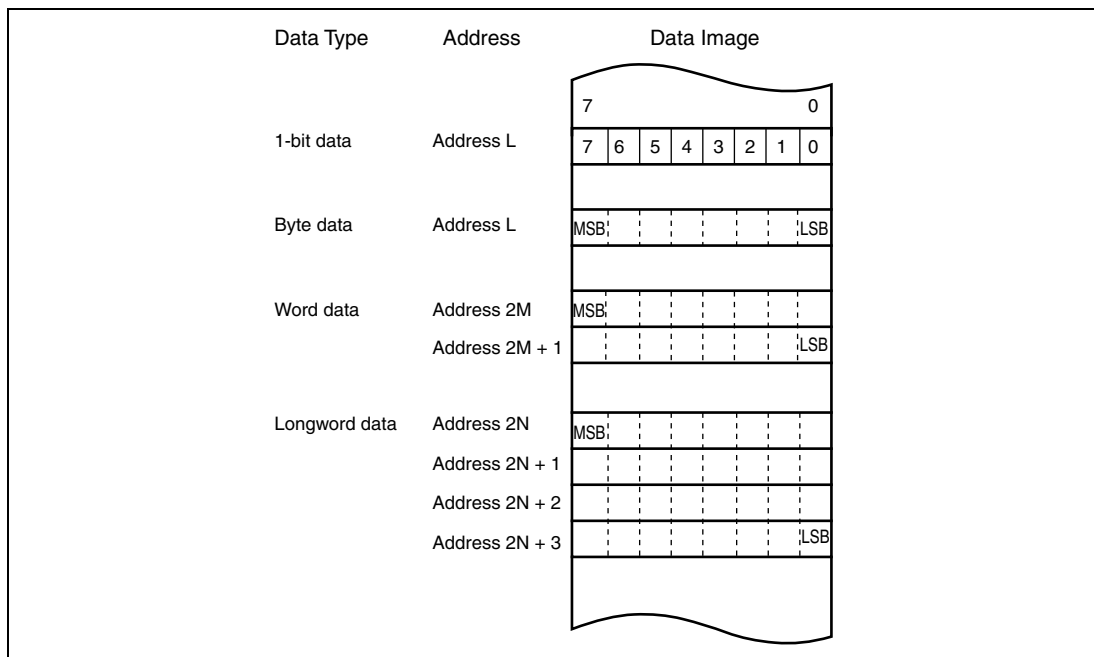 Data Type Address Data Image
7 0
1-bit data Address L 7 6 5 4 3 2 1 0
Byte data Address L MSB LSB
Word data Address 2M MSB
Address 2M + 1 LSB
Longword data Address 2N MSB
Address 2N + 1
Address 2N + 2
Address 2N + 3 LSB